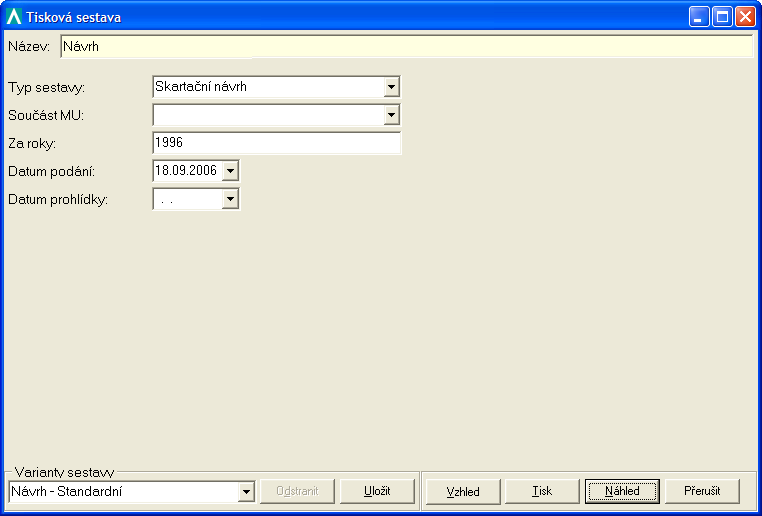 Tisková sestava
Název: Návrh
Typ sestavy: Skartační návrh
Součást MU:
Za roky: 1996
Datum podání: 18.09.2006
Datum prohlídky: . .
Varianty sestavy
Návrh - Standardní Odstranit Uložit Vzhled Tisk Náhled Přerušit